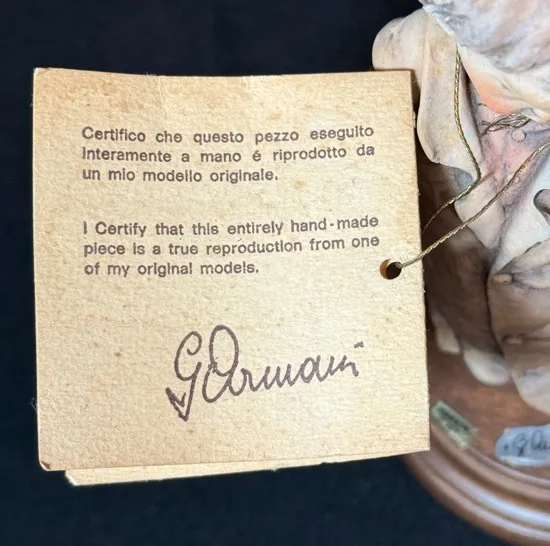 Certifico che questo pezzo eseguito
interamente a mano é riprodotto da
un mio modello originale.
I Certify that this entirely hand-made
piece is a true reproduction from one
of my original models.
G Armani